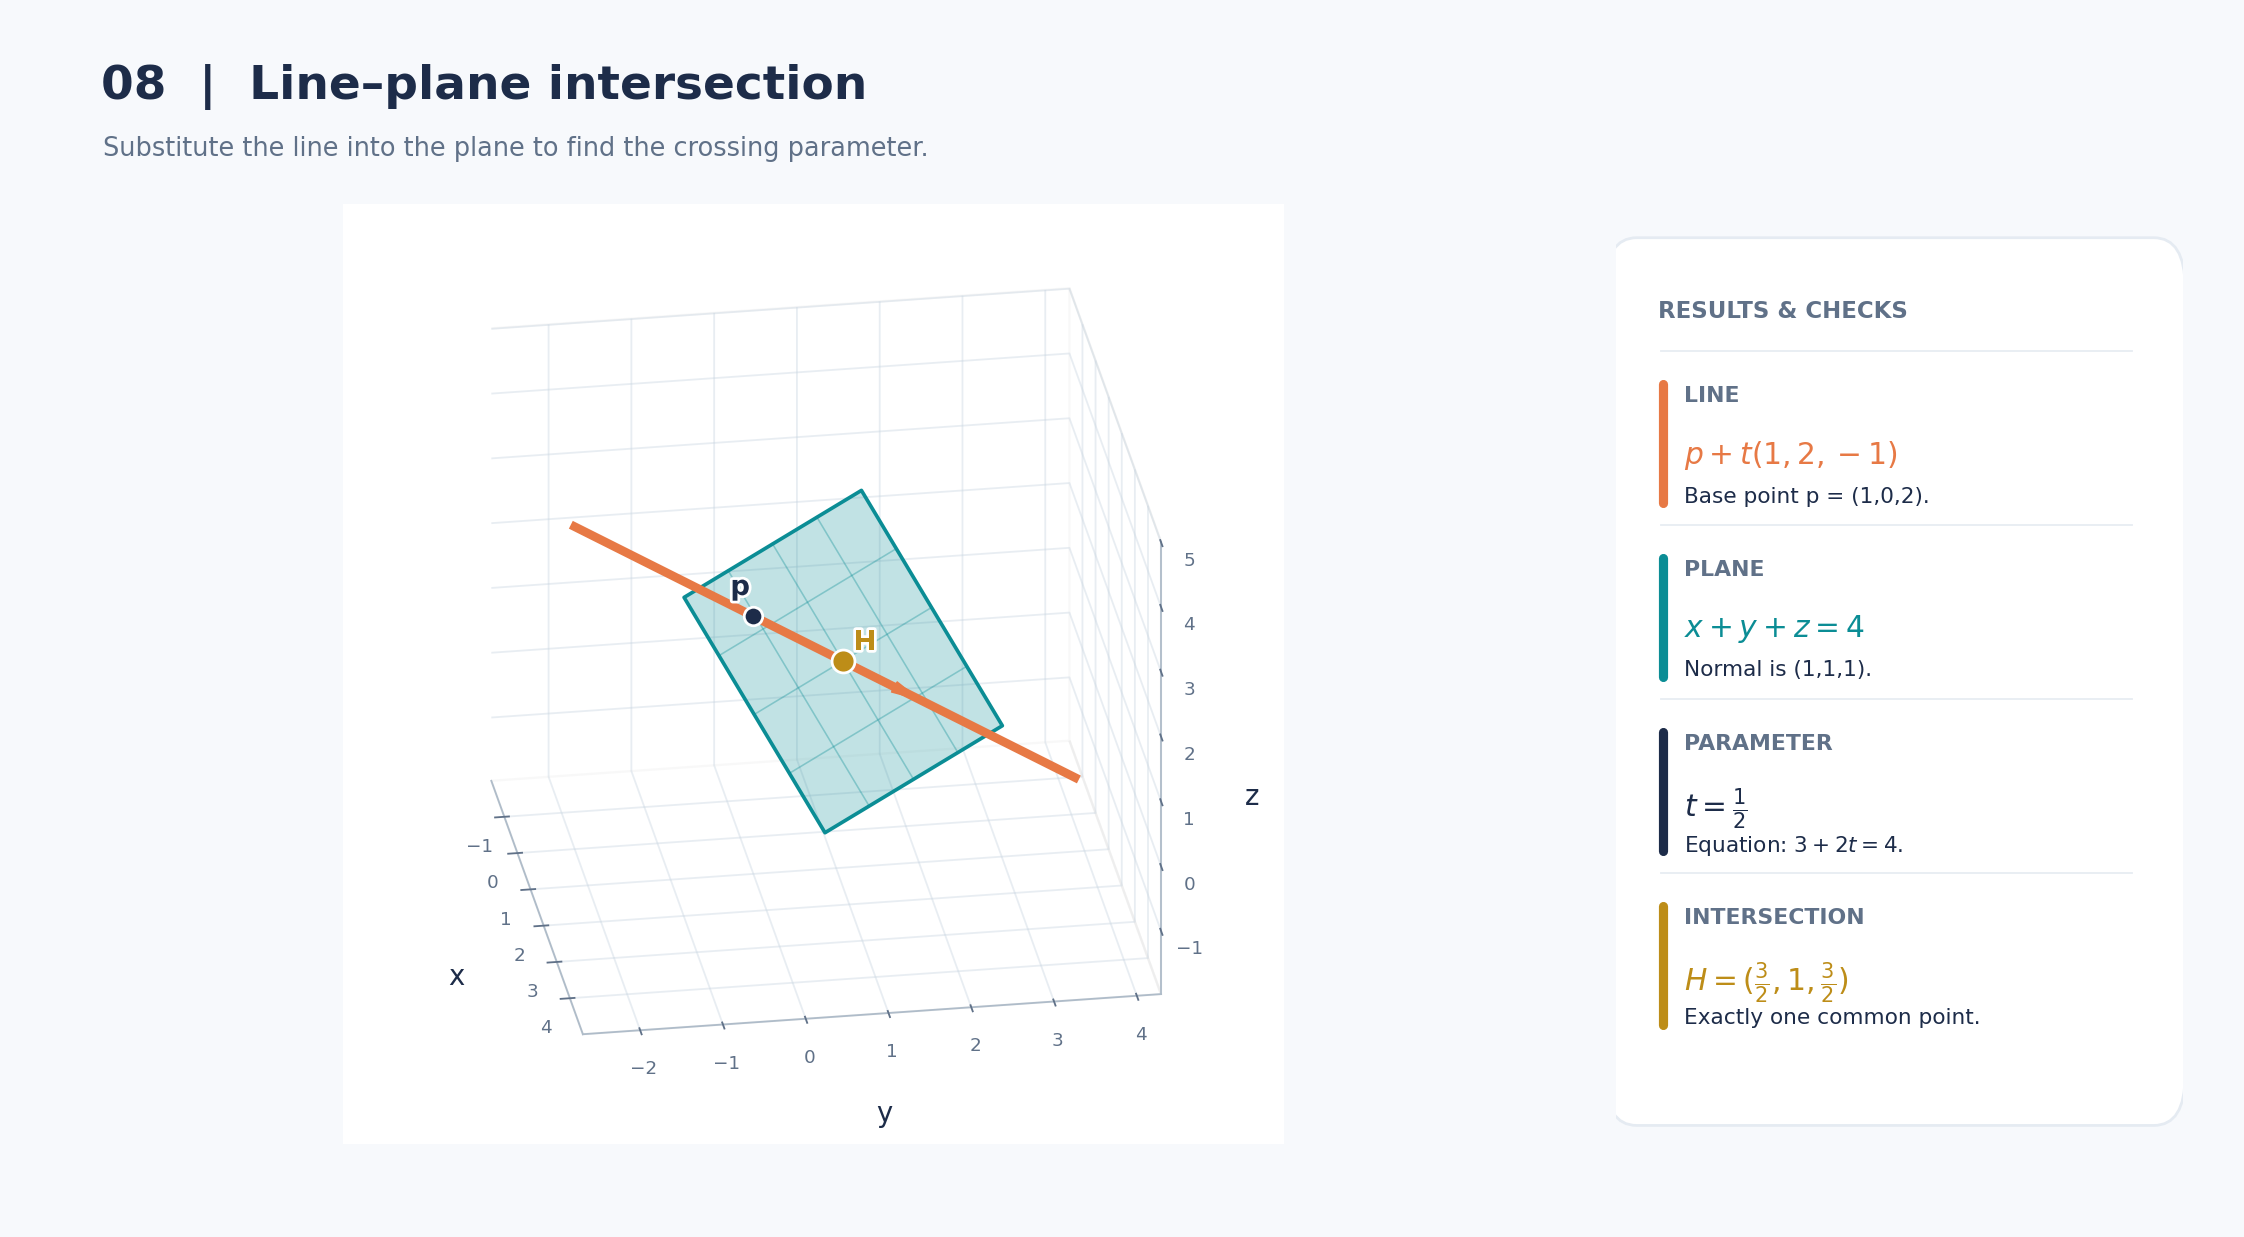 08 | Line–plane intersection
Substitute the line into the plane to find the crossing parameter.
p
H
5
4
3
2
1
0
−1
z
−1
0
1
2
3
4
x
−2
−1
0
1
2
3
4
y
RESULTS & CHECKS
LINE
p + t(1, 2, −1)
Base point p = (1,0,2).
PLANE
x + y + z = 4
Normal is (1,1,1).
PARAMETER
t = 1/2
Equation: 3 + 2t = 4.
INTERSECTION
H = (3/2, 1, 3/2)
Exactly one common point.